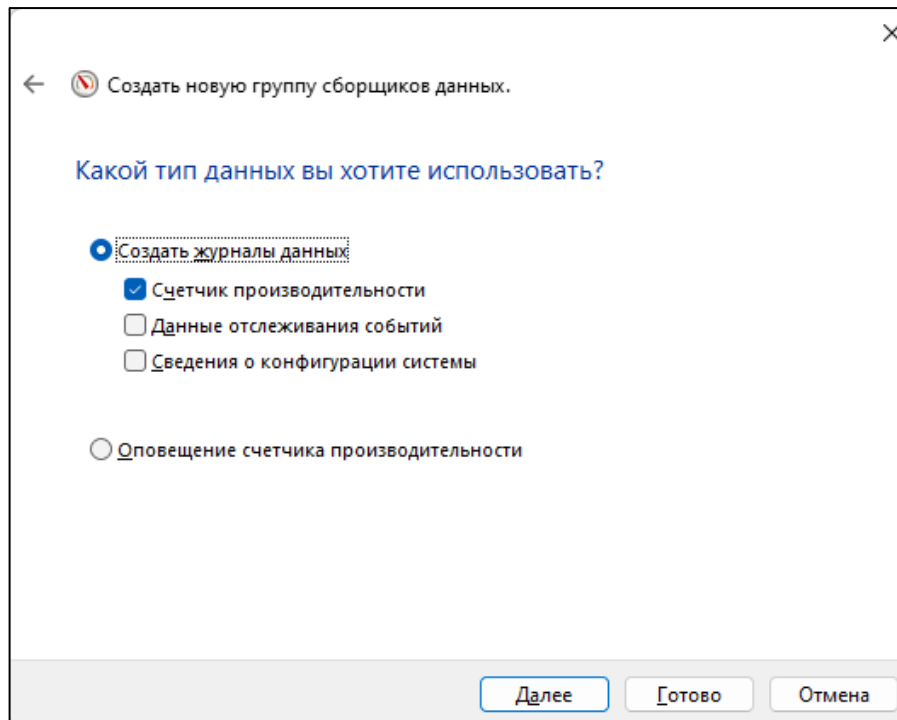 Создать новую группу сборщиков данных.
Какой тип данных вы хотите использовать?
Создать журналы данных
Счетчик производительности
Данные отслеживания событий
Сведения о конфигурации системы
Оповещение счетчика производительности
Далее
Готово
Отмена